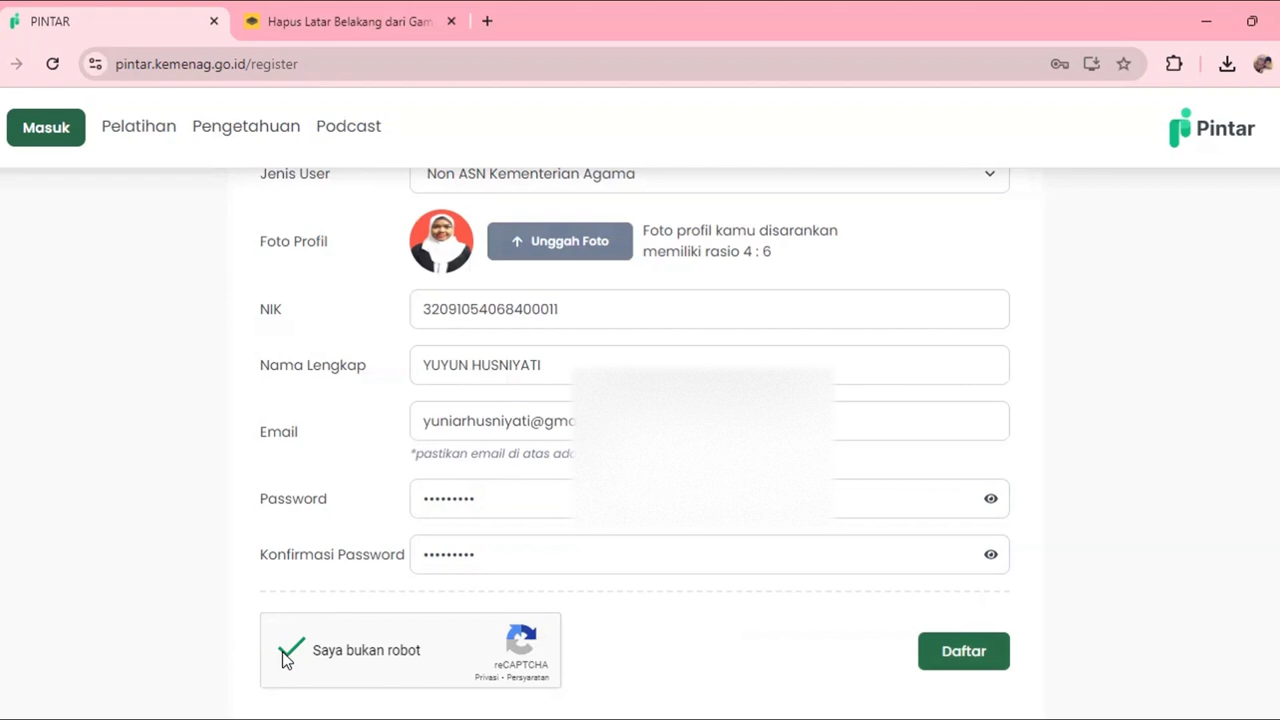 PINTAR
Hapus Latar Belakang dari Gam
pintar.kemenag.go.id/register
Masuk Pelatihan Pengetahuan Podcast Pintar
Jenis User Non ASN Kementerian Agama
Foto Profil Unggah Foto Foto profil kamu disarankan
memiliki rasio 4 : 6
NIK 32091054068400011
Nama Lengkap YUYUN HUSNIYATI
Email yuniarhusniyati@gma
*pastikan email di atas ada
Password
Konfirmasi Password
Saya bukan robot
reCAPTCHA
Privasi - Persyaratan
Daftar